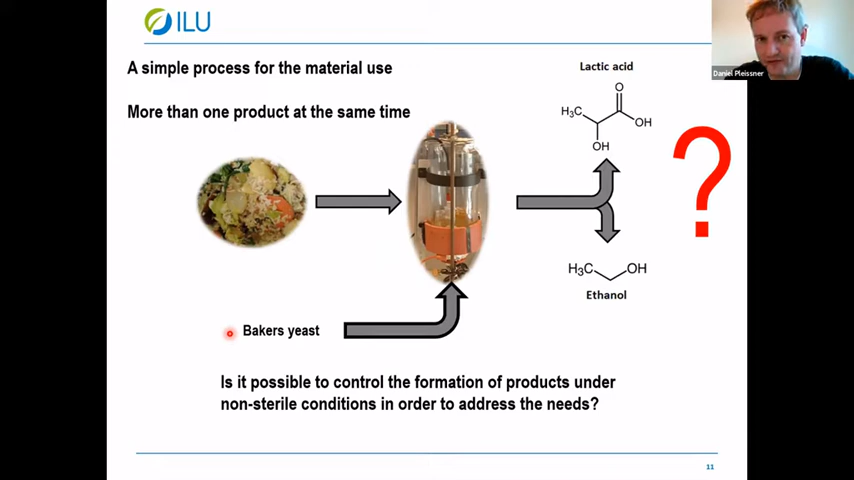 ILU
Daniel Pleissner
A simple process for the material use
More than one product at the same time
Lactic acid
O
H₃C
OH
OH
?
H₃C
OH
Ethanol
Bakers yeast
Is it possible to control the formation of products under
non-sterile conditions in order to address the needs?
11